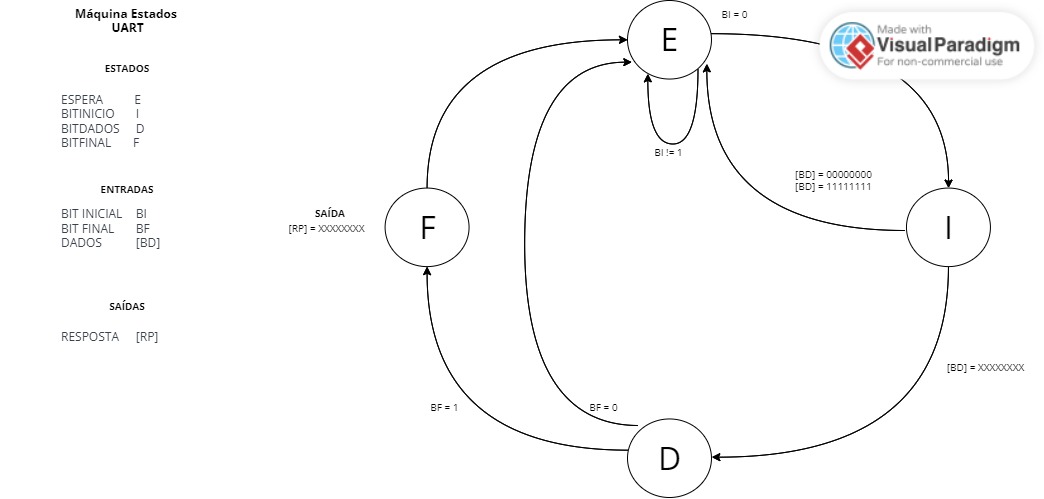 Máquina Estados
UART
ESTADOS
ESPERA E
BITINICIO I
BITDADOS D
BITFINAL F
ENTRADAS
BIT INICIAL BI
BIT FINAL BF
DADOS [BD]
SAÍDAS
RESPOSTA [RP]
E
BI = 0
Made with
Visual Paradigm
For non-commercial use
BI != 1
[BD] = 00000000
[BD] = 11111111
SAÍDA
[RP] = XXXXXXXX
F
I
[BD] = XXXXXXXX
BF = 1
BF = 0
D